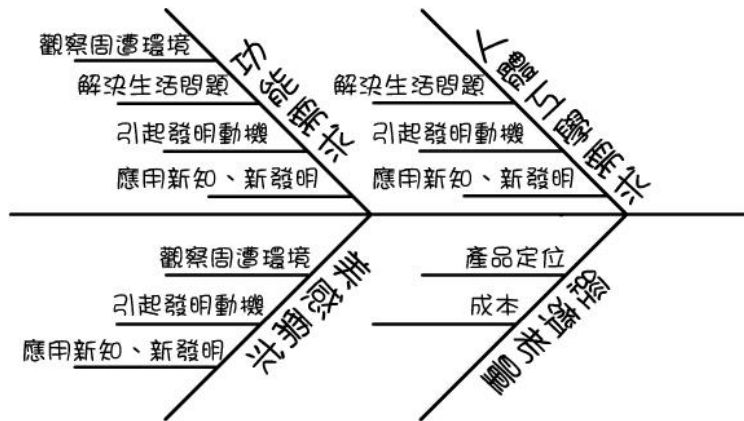 功能需求
觀察周遭環境
解決生活問題
引起發明動機
應用新知、新發明
人體工學需求
解決生活問題
引起發明動機
應用新知、新發明
美感需求
觀察周遭環境
引起發明動機
應用新知、新發明
經濟考量
產品定位
成本